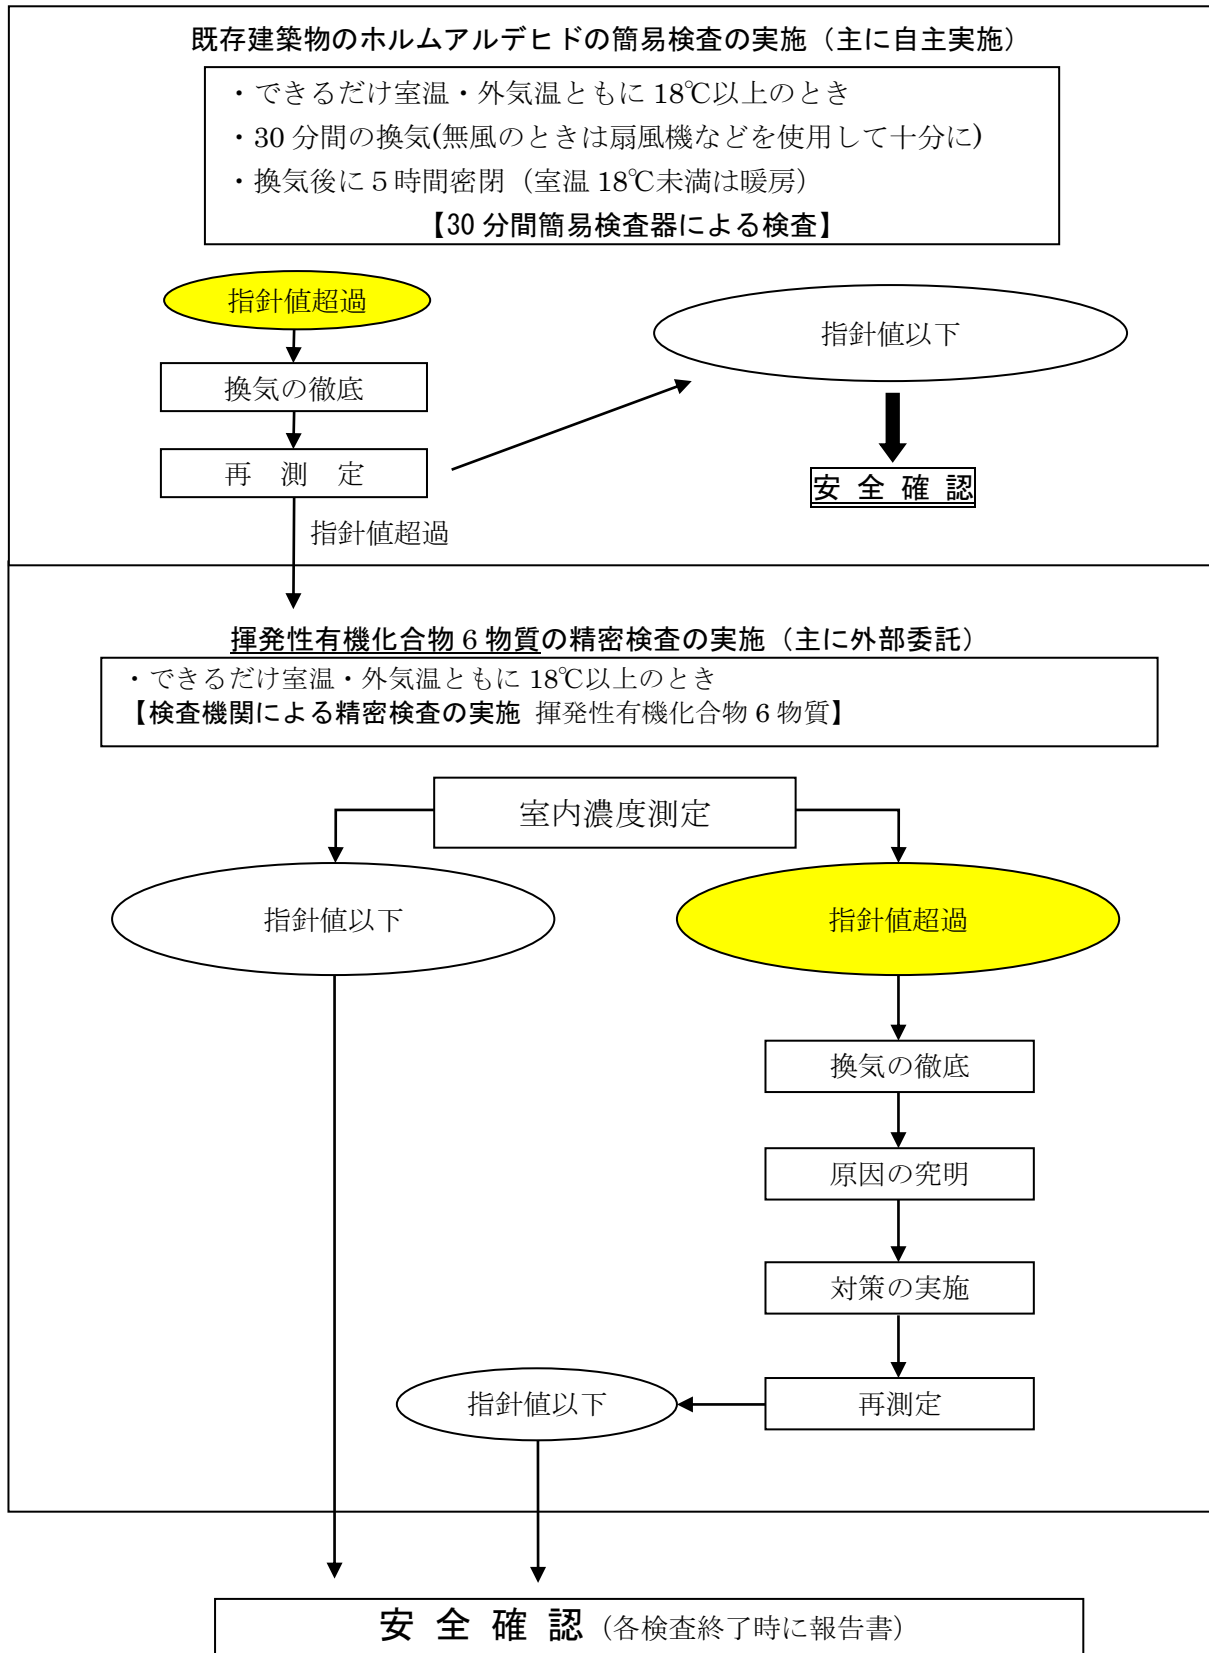 既存建築物のホルムアルデヒドの簡易検査の実施（主に自主実施）
・できるだけ室温・外気温ともに 18℃以上のとき
・30 分間の換気(無風のときは扇風機などを使用して十分に)
・換気後に５時間密閉（室温 18℃未満は暖房）
【30 分間簡易検査器による検査】
指針値超過
指針値以下
換気の徹底
再　測　定
安 全 確 認
指針値超過
揮発性有機化合物 6 物質の精密検査の実施（主に外部委託）
・できるだけ室温・外気温ともに 18℃以上のとき
【検査機関による精密検査の実施 揮発性有機化合物 6 物質】
室内濃度測定
指針値以下
指針値超過
換気の徹底
原因の究明
対策の実施
指針値以下
再測定
安 全 確 認（各検査終了時に報告書）